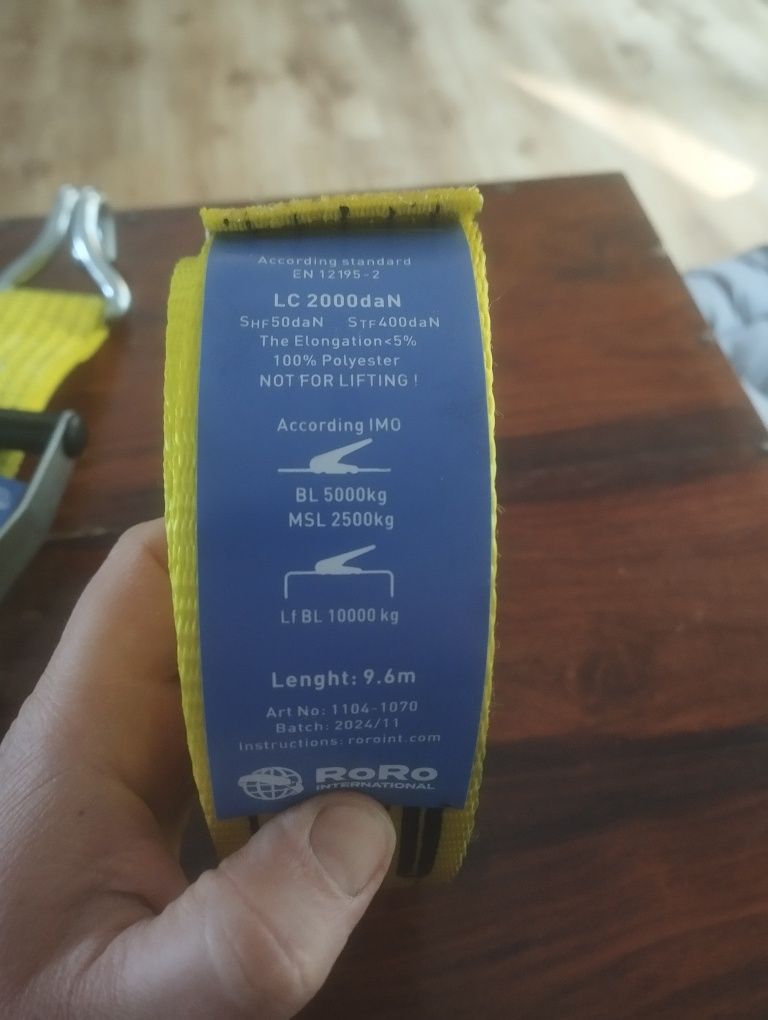 According standard
EN 12195-2
LC 2000daN
SHF50daN STF400daN
The Elongation<5%
100% Polyester
NOT FOR LIFTING !
According IMO
BL 5000kg
MSL 2500kg
Lf BL 10000 kg
Lenght: 9.6m
Art No: 1104-1070
Batch: 2024/11
Instructions: roroint.com
RoRo
INTERNATIONAL